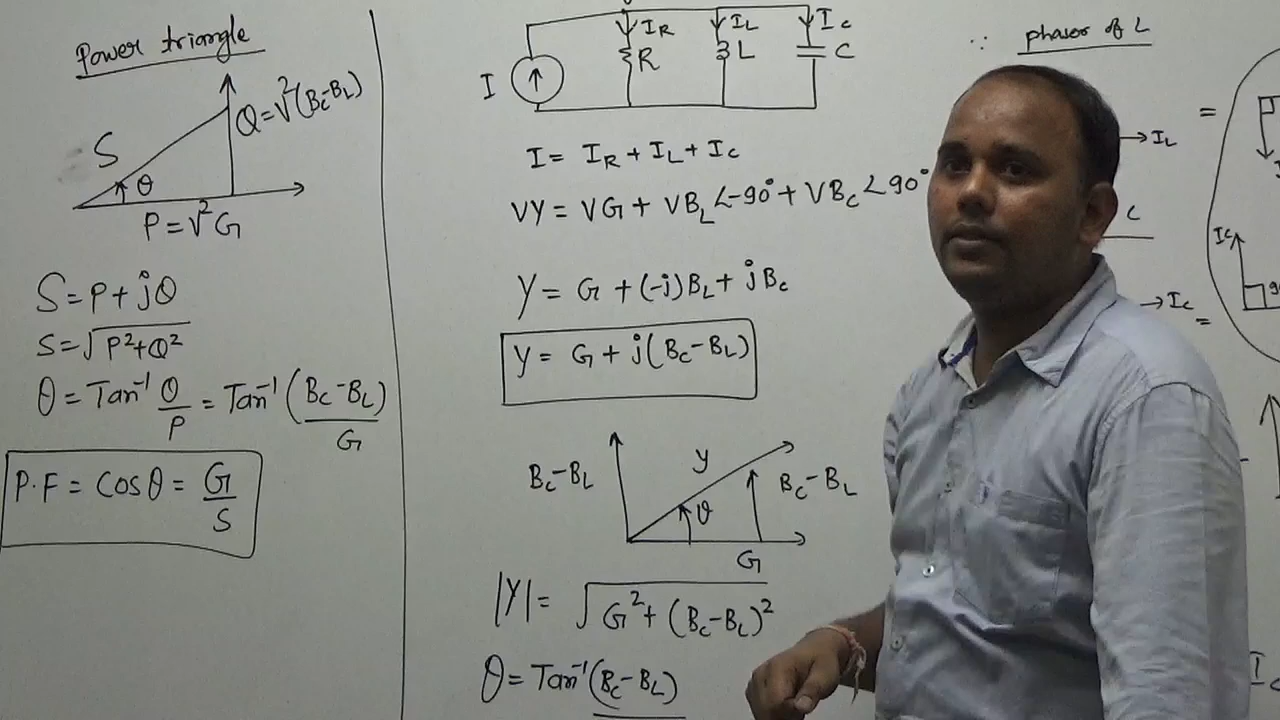 Power triangle
Q=V²(Bc-BL)
S
θ
P=V²G
S=P+jQ
S=√P²+Q²
θ = Tan⁻¹ Q/P = Tan⁻¹ (Bc-BL)/G
P.F = Cosθ = G/S
I
IR
R
IL
L
Ic
C
I= IR+IL+Ic
VY = VG + VBL∠-90° + VBc∠90°
Y = G + (-j)BL + jBc
Y = G + j(Bc-BL)
Bc-BL
y
θ
Bc-BL
G
|Y| = √G²+(Bc-BL)²
θ = Tan⁻¹(Bc-BL)
∵ phasor of L
→ IL
=
C
→ Ic
=
Ic